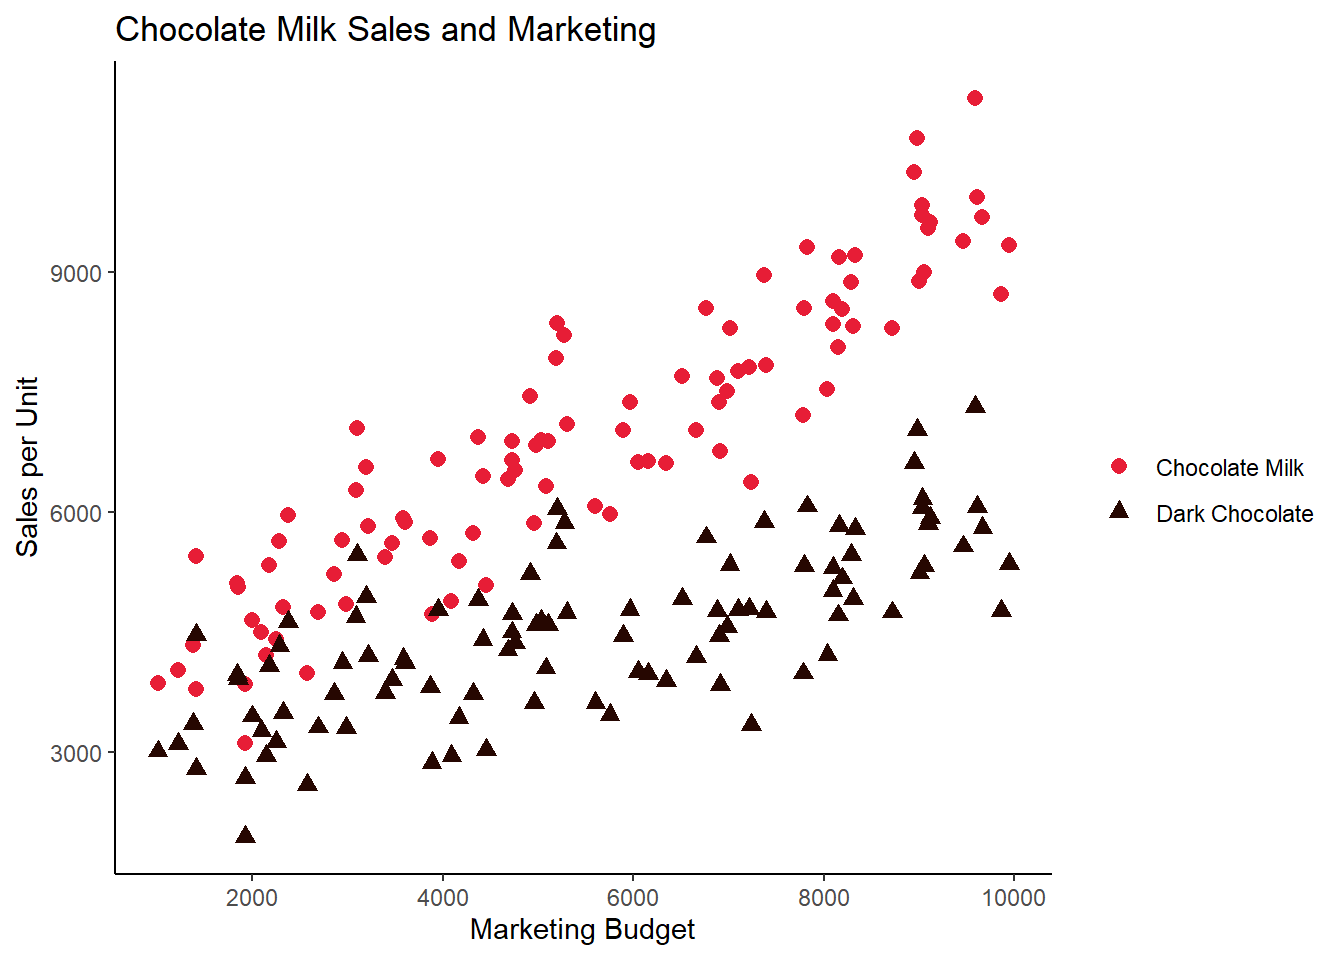 Chocolate Milk Sales and Marketing
Sales per Unit
9000
6000
3000
2000 4000 6000 8000 10000
Marketing Budget
Chocolate Milk
Dark Chocolate